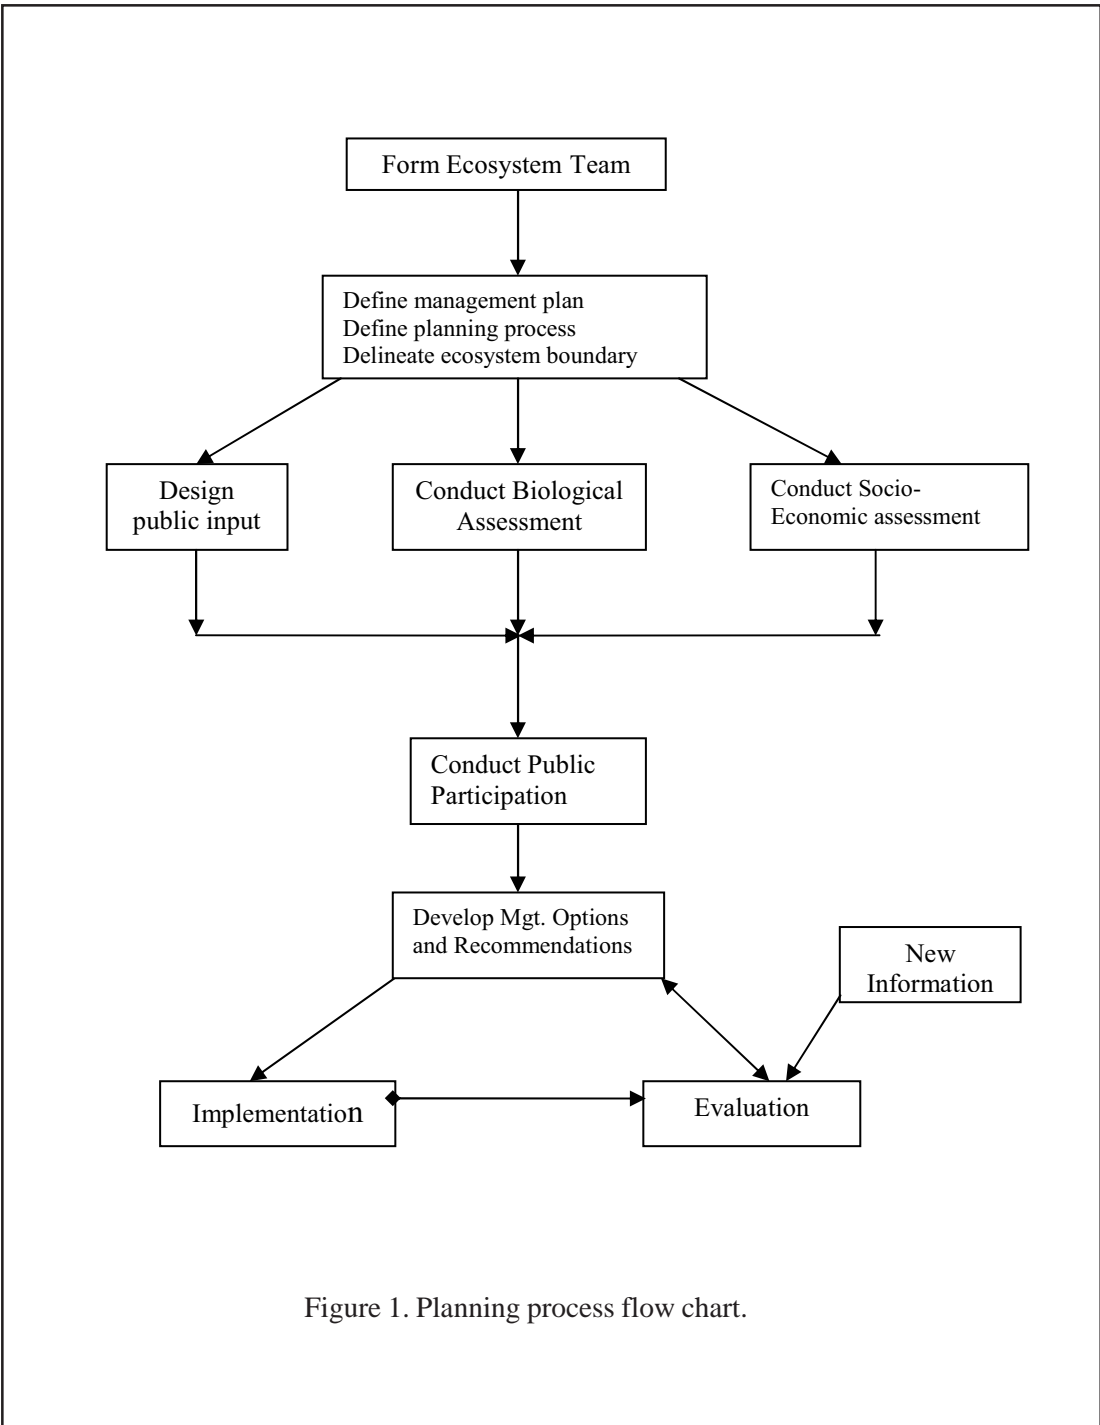 Form Ecosystem Team
Define management plan
Define planning process
Delineate ecosystem boundary
Design
public input
Conduct Biological
Assessment
Conduct Socio-
Economic assessment
Conduct Public
Participation
Develop Mgt. Options
and Recommendations
New
Information
Implementation
Evaluation
Figure 1. Planning process flow chart.